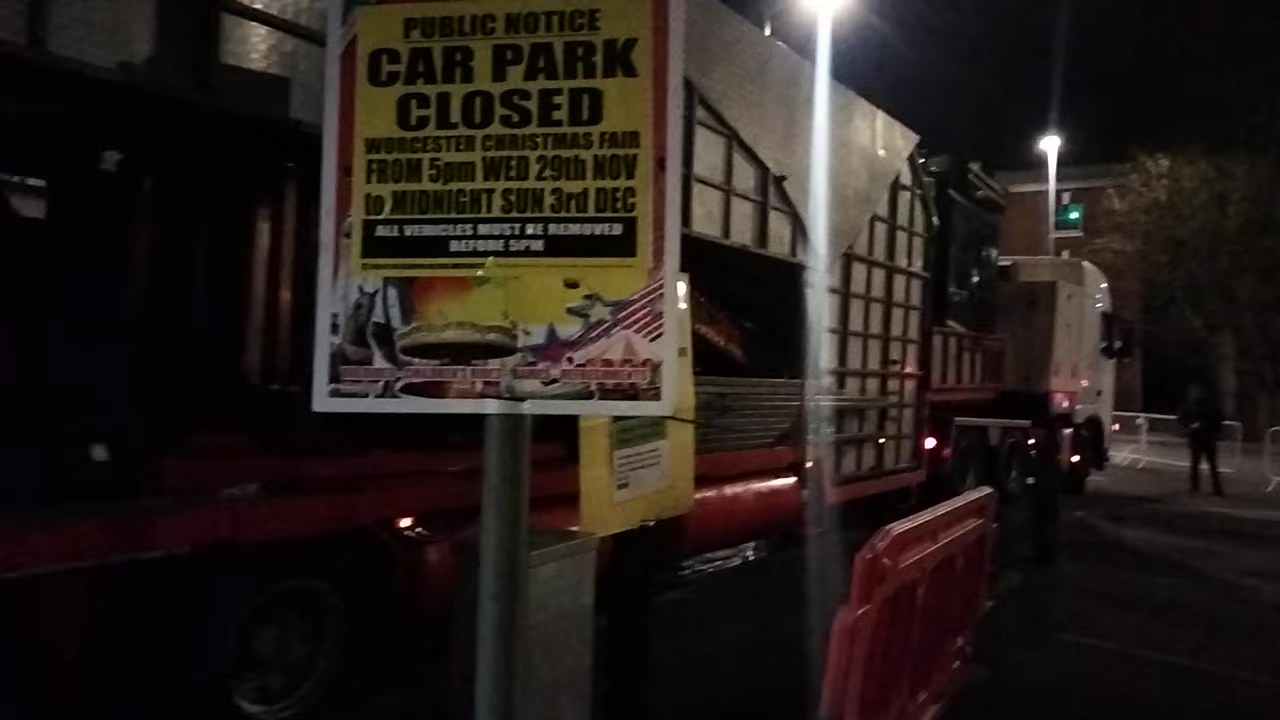 PUBLIC NOTICE
CAR PARK
CLOSED
WORCESTER CHRISTMAS FAIR
FROM 5pm WED 29th NOV
to MIDNIGHT SUN 3rd DEC
ALL VEHICLES MUST BE REMOVED
BEFORE 5PM